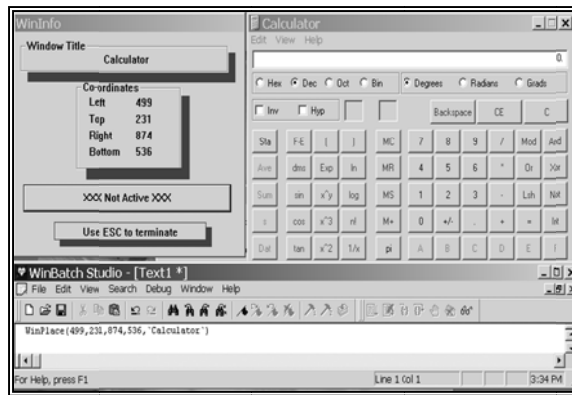 WinInfo
Window Title
Calculator
Co-ordinates
Left 499
Top 231
Right 874
Bottom 536
XXX Not Active XXX
Use ESC to terminate
Calculator
Edit View Help
0.
Hex Dec Oct Bin Degrees Radians Grads
Inv Hyp Backspace CE C
Sta F-E ( ) MC 7 8 9 / Mod And
Ave dms Exp ln MR 4 5 6 * Or Xor
Sum sin x^y log MS 1 2 3 - Lsh Not
s cos x^3 n! M+ 0 +/- . + = Int
Dat tan x^2 1/x pi A B C D E F
WinBatch Studio - [Text1 *]
File Edit View Search Debug Window Help
WinPlace(499,231,874,536,"Calculator")
For Help, press F1 Line 1 Col 1 3:34 PM